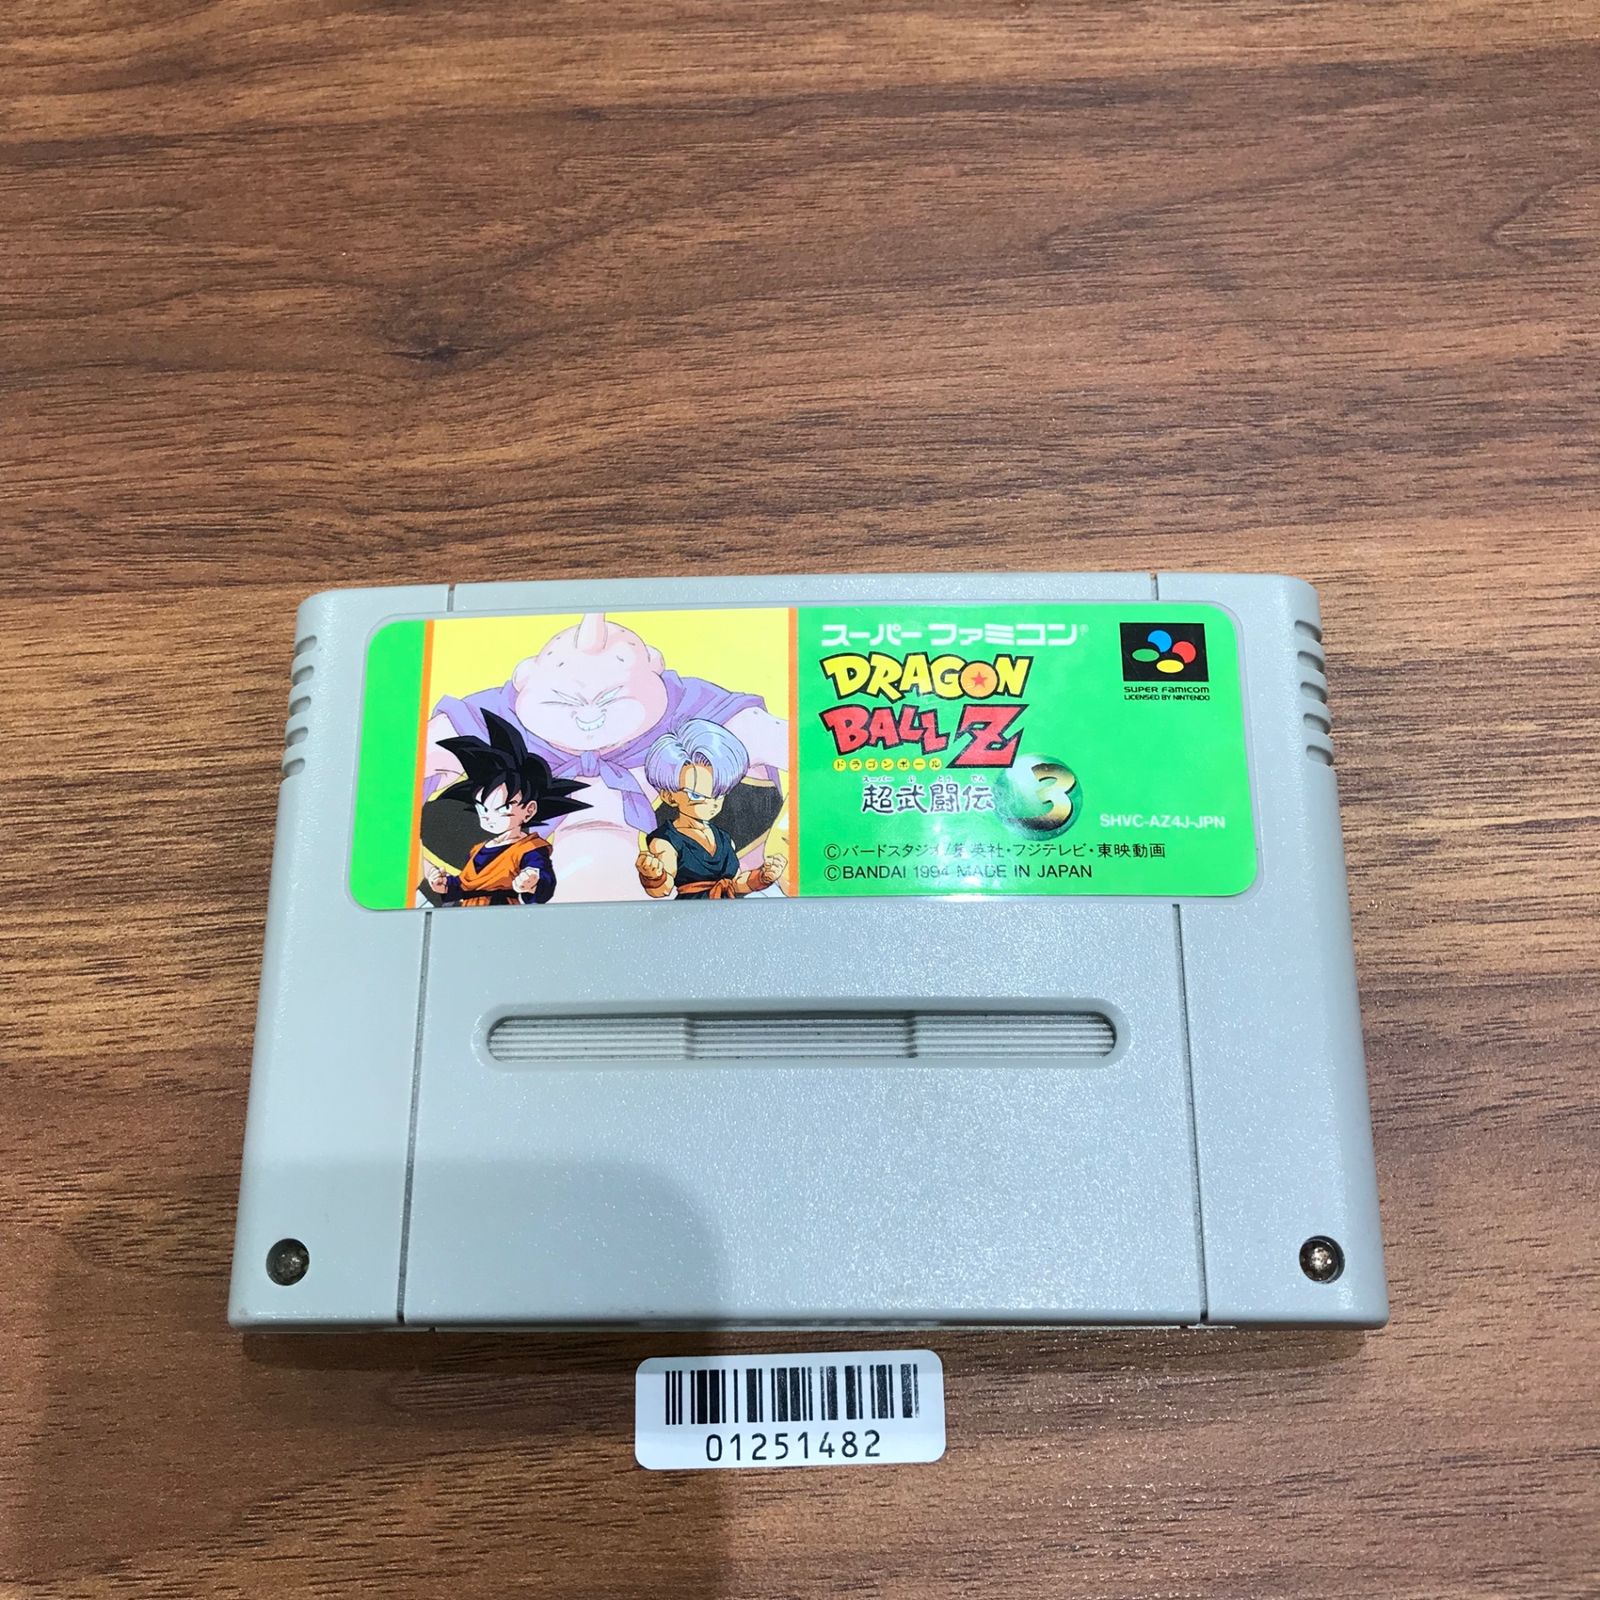 スーパーファミコン®
DRAGON
BALL Z
ドラゴンボール
スーパー ぶ とう でん
超武闘伝 3
SUPER FAMICOM
LICENSED BY NINTENDO
SHVC-AZ4J-JPN
©バードスタジオ/集英社・フジテレビ・東映動画
©BANDAI 1994 MADE IN JAPAN
01251482